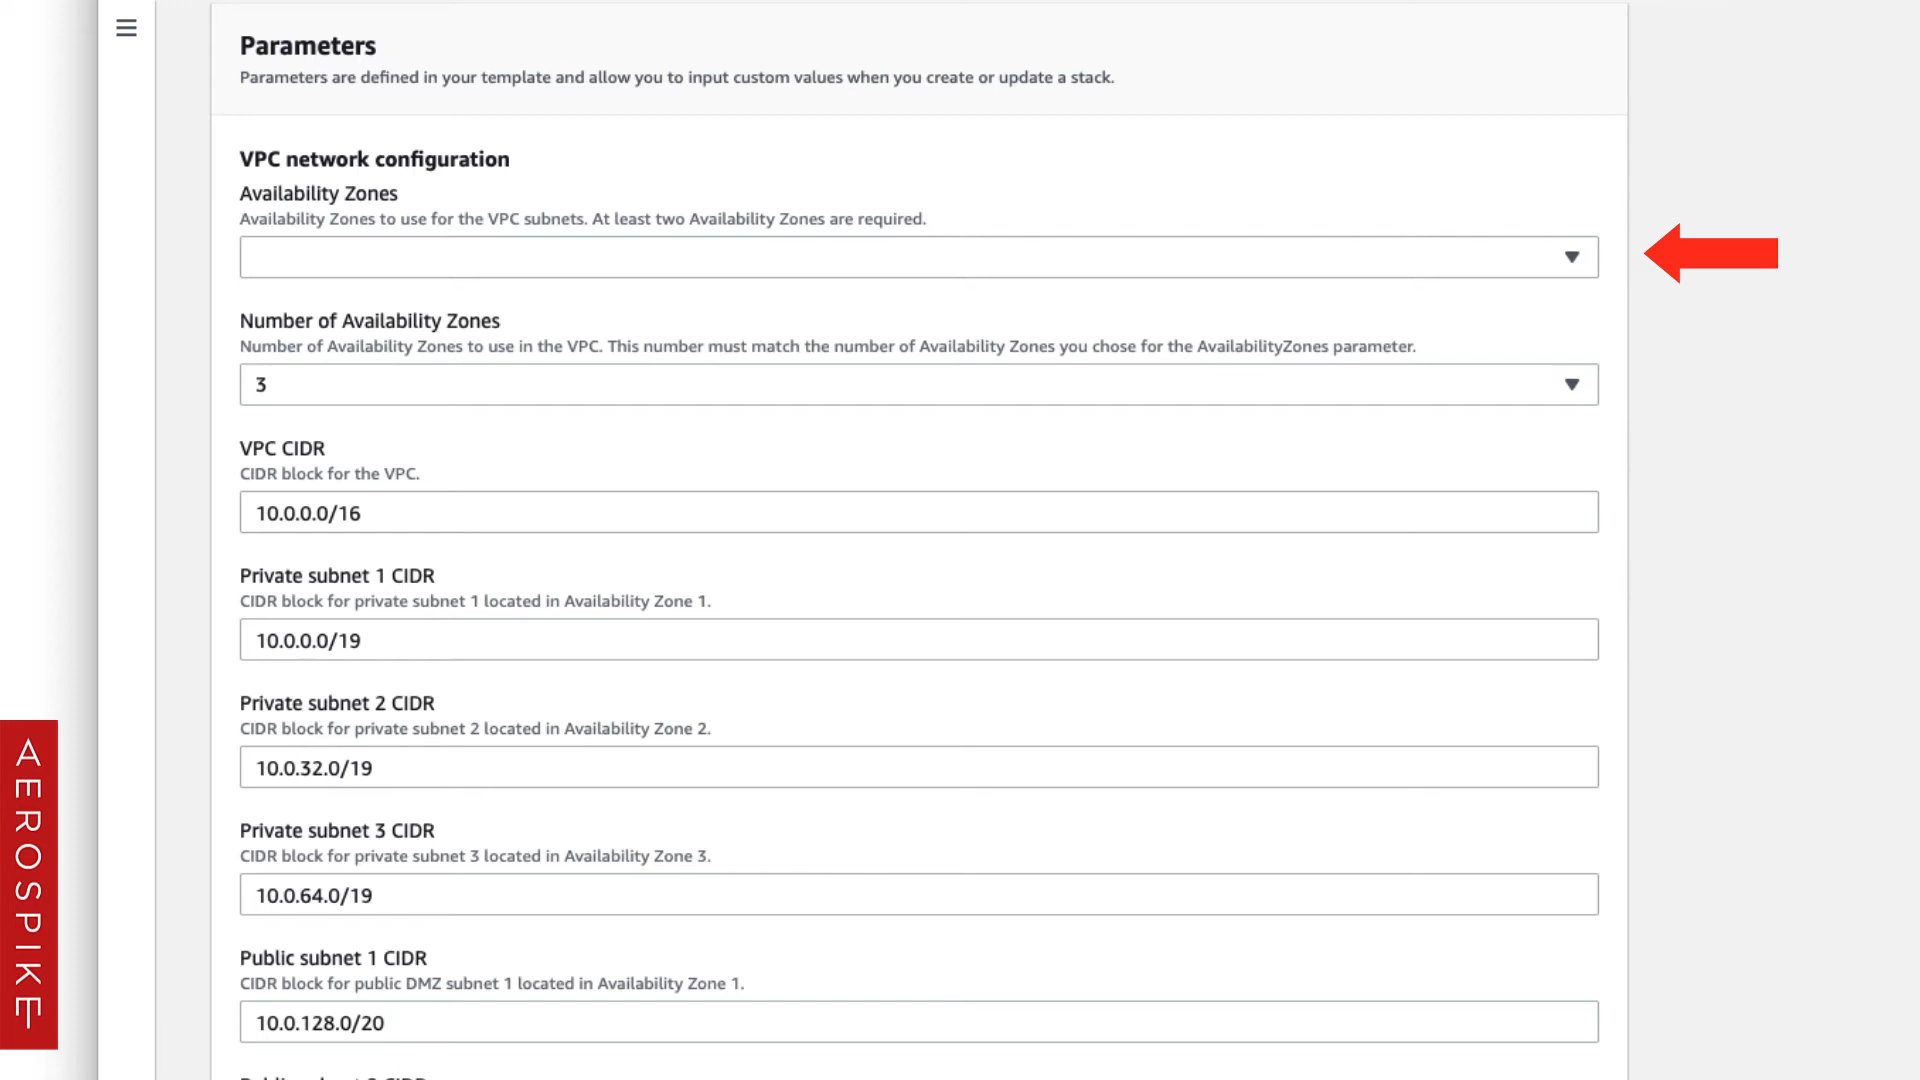 Parameters
Parameters are defined in your template and allow you to input custom values when you create or update a stack.
VPC network configuration
Availability Zones
Availability Zones to use for the VPC subnets. At least two Availability Zones are required.
Number of Availability Zones
Number of Availability Zones to use in the VPC. This number must match the number of Availability Zones you chose for the AvailabilityZones parameter.
3
VPC CIDR
CIDR block for the VPC.
10.0.0.0/16
Private subnet 1 CIDR
CIDR block for private subnet 1 located in Availability Zone 1.
10.0.0.0/19
Private subnet 2 CIDR
CIDR block for private subnet 2 located in Availability Zone 2.
10.0.32.0/19
Private subnet 3 CIDR
CIDR block for private subnet 3 located in Availability Zone 3.
10.0.64.0/19
Public subnet 1 CIDR
CIDR block for public DMZ subnet 1 located in Availability Zone 1.
10.0.128.0/20
AEROSPIKE